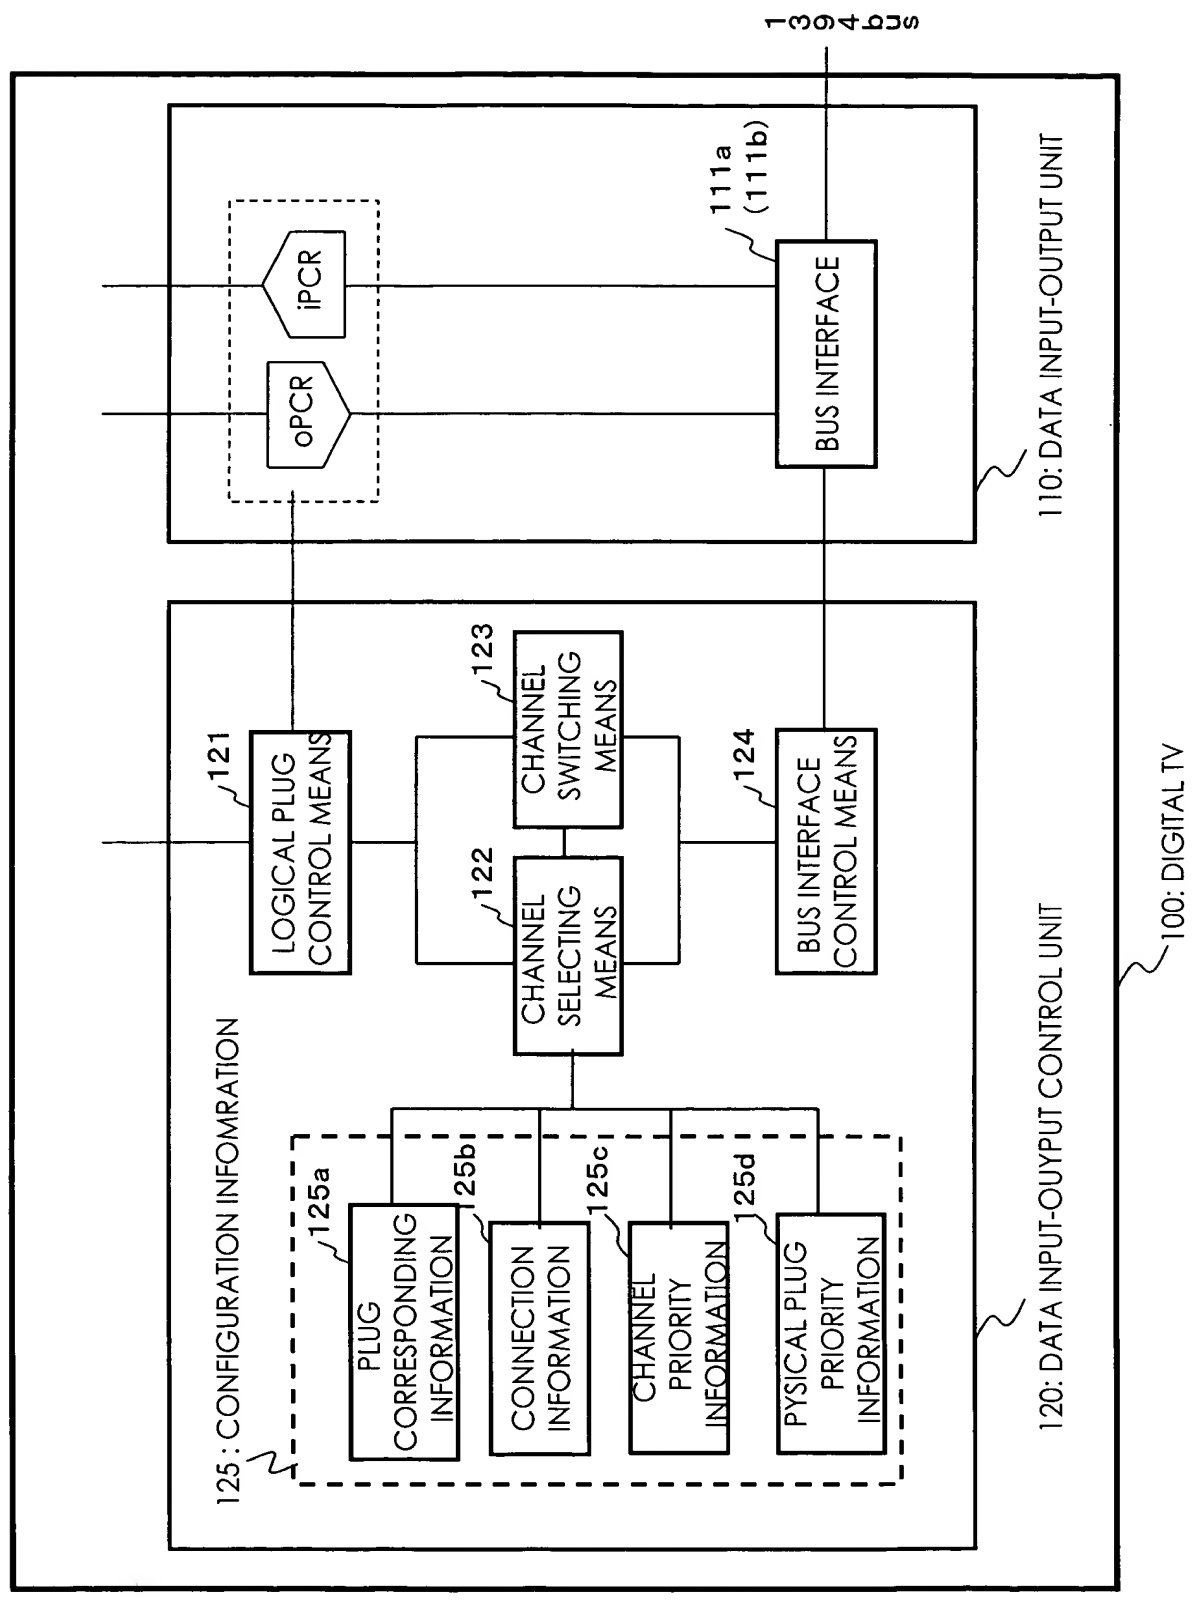 125 : CONFIGURATION INFOMRATION
125a
PLUG
CORRESPONDING
INFORMATION
125b
CONNECTION
INFORMATION
125c
CHANNEL
PRIORITY
INFORMATION
125d
PYSICAL PLUG
PRIORITY
INFORMATION
121
LOGICAL PLUG
CONTROL MEANS
122
CHANNEL
SELECTING
MEANS
123
CHANNEL
SWITCHING
MEANS
124
BUS INTERFACE
CONTROL MEANS
120: DATA INPUT-OUYPUT CONTROL UNIT
oPCR
iPCR
111a
(111b)
BUS INTERFACE
1394bus
110: DATA INPUT-OUTPUT UNIT
100: DIGITAL TV